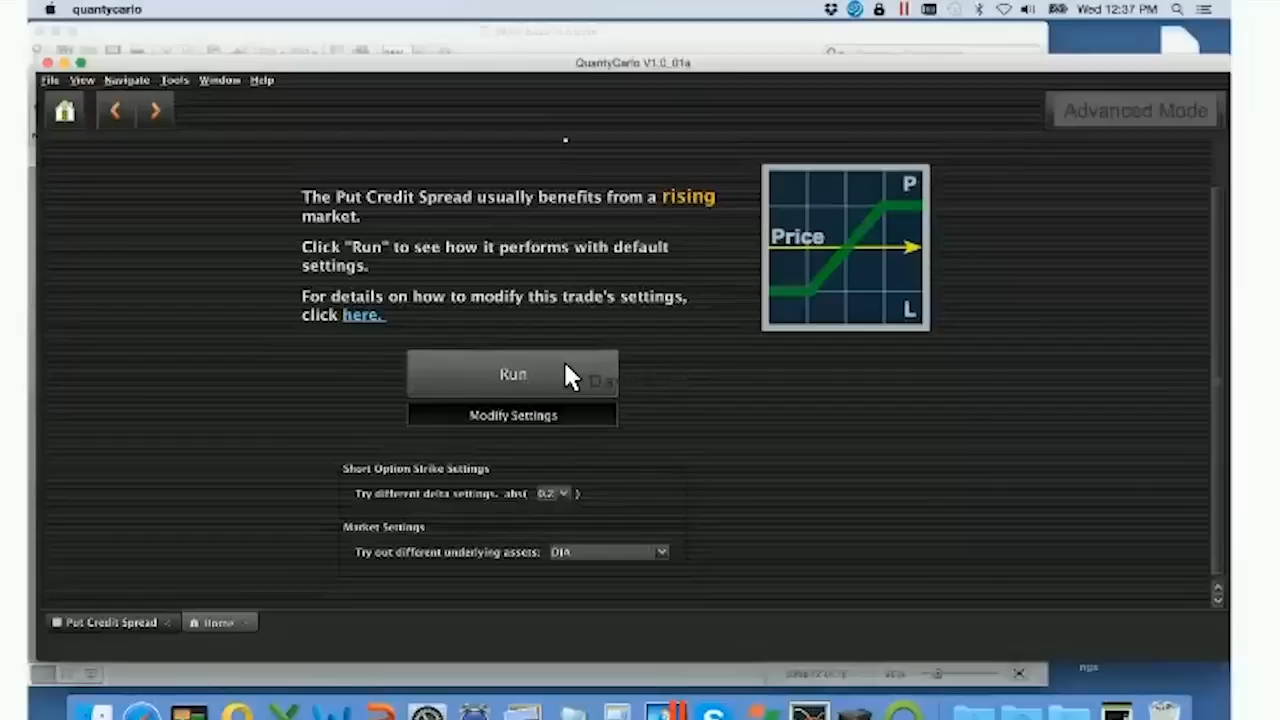 quantycarlo
Wed 12:37 PM
QuantyCarlo V1.0_01a
File View Navigate Tools Window Help
Advanced Mode
The Put Credit Spread usually benefits from a rising
market.
Click "Run" to see how it performs with default
settings.
For details on how to modify this trade's settings,
click here.
P
Price
L
Run
Modify Settings
Short Option Strike Settings
Try different delta settings. abs( 0.2 )
Market Settings
Try out different underlying assets: DIA
Put Credit Spread
Home
ngs